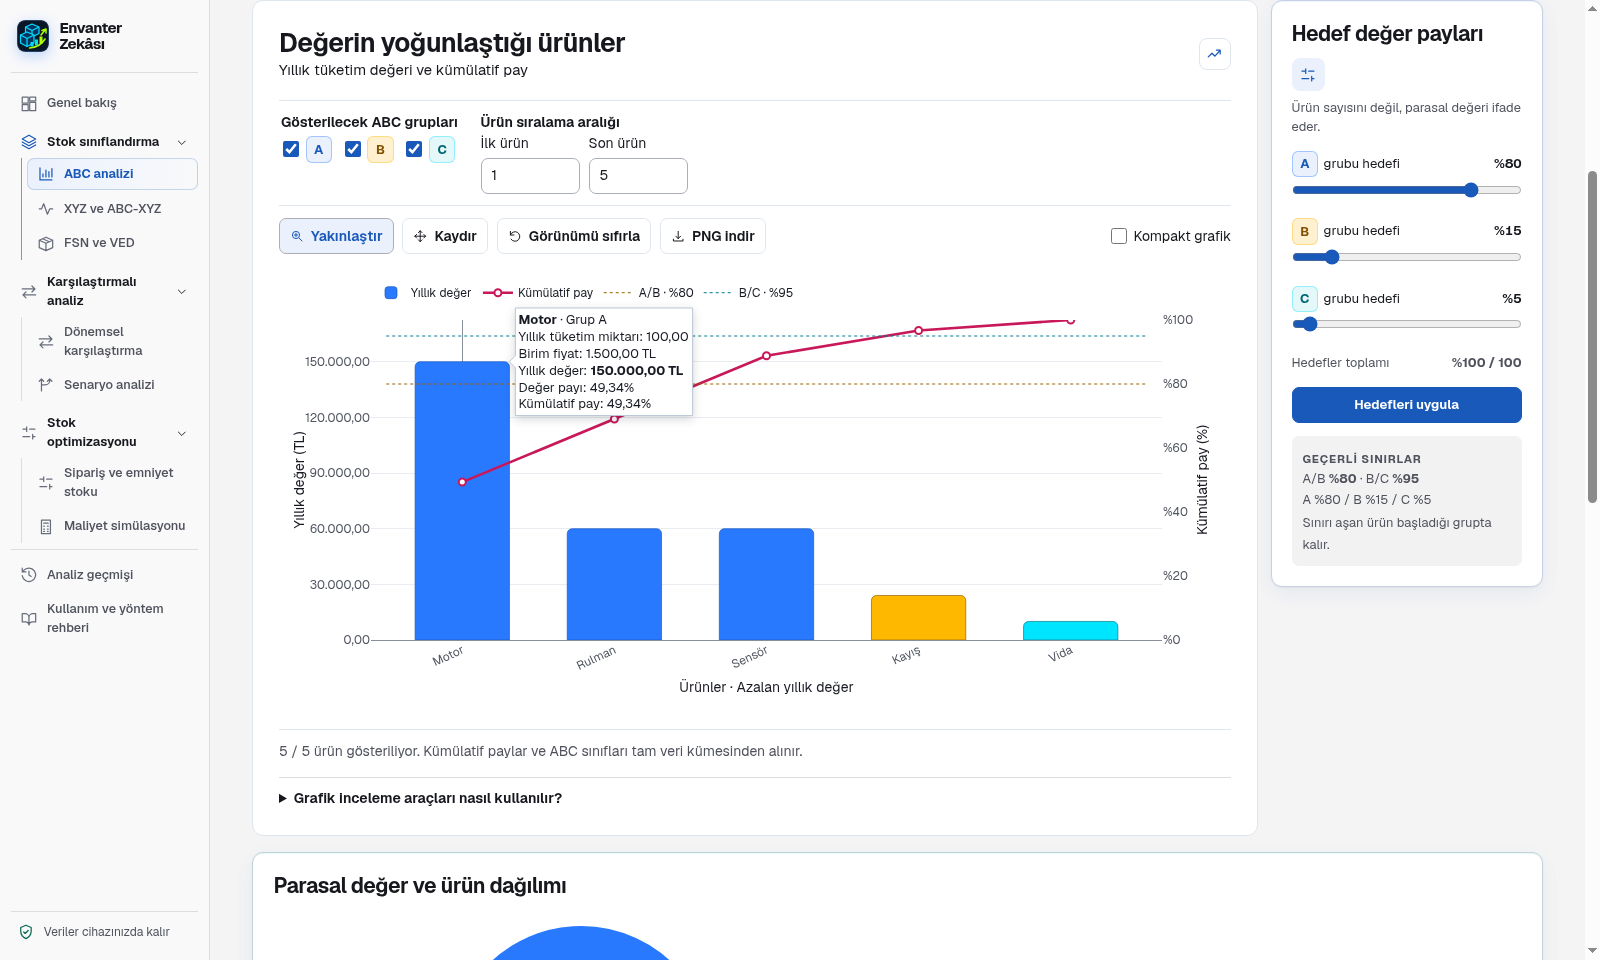 Envanter
Zekâsı
Genel bakış
Stok sınıflandırma
ABC analizi
XYZ ve ABC-XYZ
FSN ve VED
Karşılaştırmalı
analiz
Dönemsel
karşılaştırma
Senaryo analizi
Stok
optimizasyonu
Sipariş ve emniyet
stoku
Maliyet simülasyonu
Analiz geçmişi
Kullanım ve yöntem
rehberi
Veriler cihazınızda kalır
Değerin yoğunlaştığı ürünler
Yıllık tüketim değeri ve kümülatif pay
Gösterilecek ABC grupları
A B C
Ürün sıralama aralığı
İlk ürün Son ürün
1 5
Yakınlaştır Kaydır Görünümü sıfırla PNG indir Kompakt grafik
Yıllık değer Kümülatif pay A/B · %80 B/C · %95
Motor · Grup A
Yıllık tüketim miktarı: 100,00
Birim fiyat: 1.500,00 TL
Yıllık değer: 150.000,00 TL
Değer payı: 49,34%
Kümülatif pay: 49,34%
Yıllık değer (TL)
150.000,00
120.000,00
90.000,00
60.000,00
30.000,00
0,00
%100
%80
%60
%40
%20
%0
Kümülatif pay (%)
Motor Rulman Sensör Kayış Vida
Ürünler · Azalan yıllık değer
5 / 5 ürün gösteriliyor. Kümülatif paylar ve ABC sınıfları tam veri kümesinden alınır.
Grafik inceleme araçları nasıl kullanılır?
Parasal değer ve ürün dağılımı
Hedef değer payları
Ürün sayısını değil, parasal değeri ifade
eder.
A grubu hedefi %80
B grubu hedefi %15
C grubu hedefi %5
Hedefler toplamı %100 / 100
Hedefleri uygula
GEÇERLİ SINIRLAR
A/B %80 · B/C %95
A %80 / B %15 / C %5
Sınırı aşan ürün başladığı grupta
kalır.